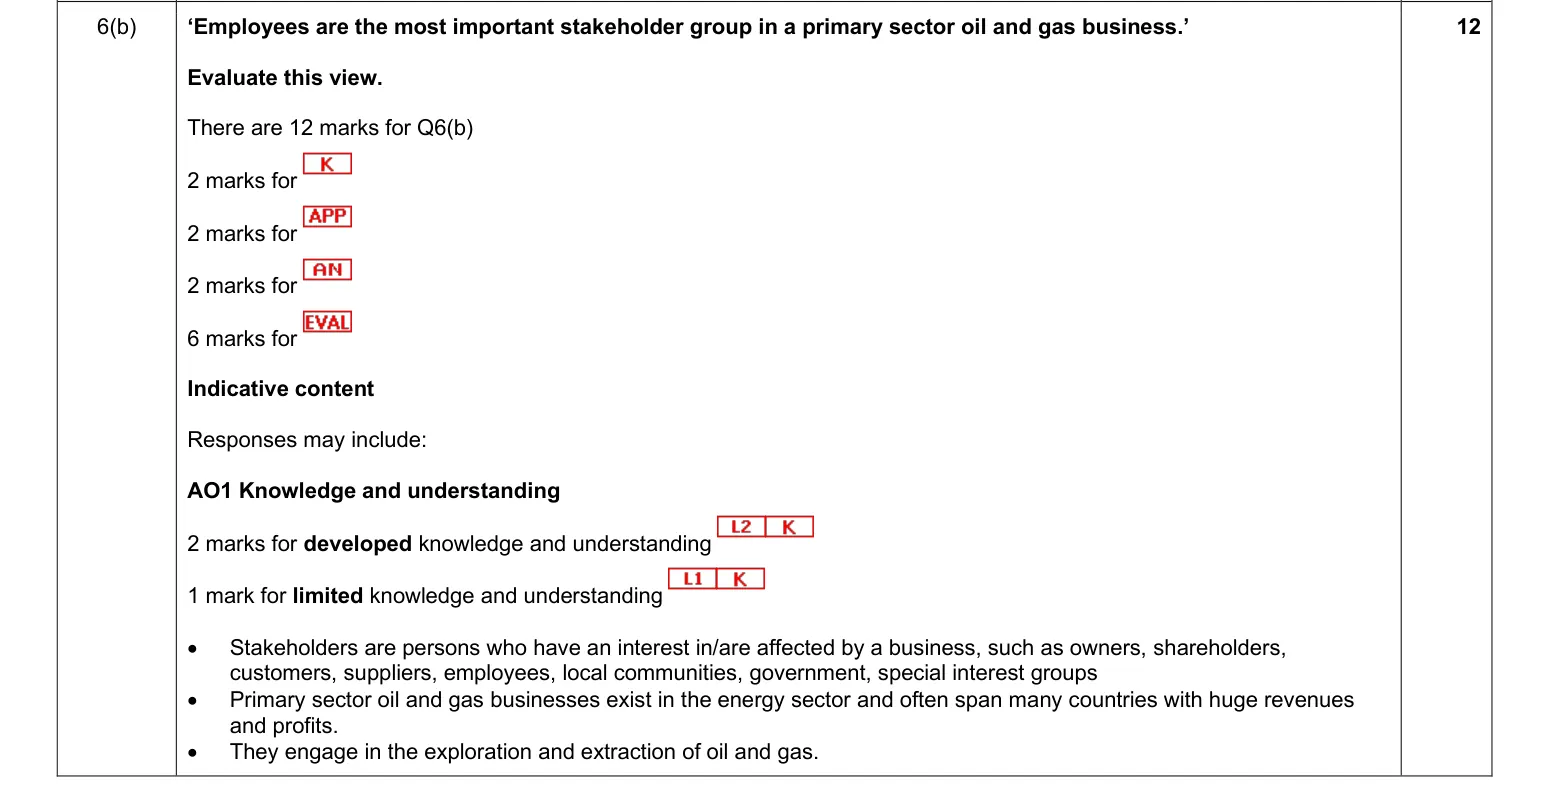 6(b) ‘Employees are the most important stakeholder group in a primary sector oil and gas business.’ 12
Evaluate this view.
There are 12 marks for Q6(b)
2 marks for K
2 marks for APP
2 marks for AN
6 marks for EVAL
Indicative content
Responses may include:
AO1 Knowledge and understanding
2 marks for developed knowledge and understanding L2 K
1 mark for limited knowledge and understanding L1 K
• Stakeholders are persons who have an interest in/are affected by a business, such as owners, shareholders,
customers, suppliers, employees, local communities, government, special interest groups
• Primary sector oil and gas businesses exist in the energy sector and often span many countries with huge revenues
and profits.
• They engage in the exploration and extraction of oil and gas.